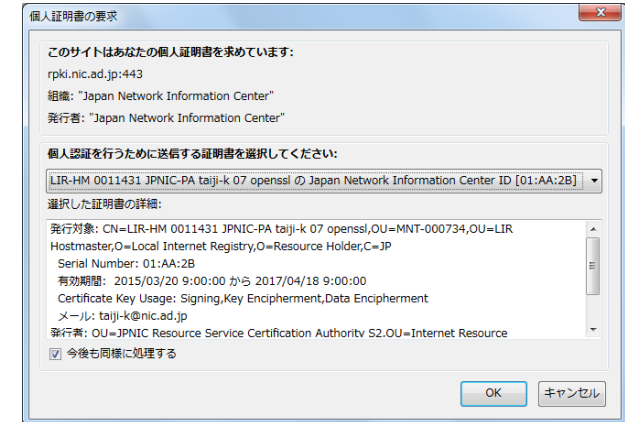 個人証明書の要求
このサイトはあなたの個人証明書を求めています:
rpki.nic.ad.jp:443
組織: "Japan Network Information Center"
発行者: "Japan Network Information Center"
個人認証を行うために送信する証明書を選択してください:
LIR-HM 0011431 JPNIC-PA taiji-k 07 openssl の Japan Network Information Center ID [01:AA:2B]
選択した証明書の詳細:
発行対象: CN=LIR-HM 0011431 JPNIC-PA taiji-k 07 openssl,OU=MNT-000734,OU=LIR
Hostmaster,O=Local Internet Registry,O=Resource Holder,C=JP
Serial Number: 01:AA:2B
有効期間: 2015/03/20 9:00:00 から 2017/04/18 9:00:00
Certificate Key Usage: Signing,Key Encipherment,Data Encipherment
メール: taiji-k@nic.ad.jp
発行者: OU=JPNIC Resource Service Certification Authority S2,OU=Internet Resource
今後も同様に処理する
OK キャンセル